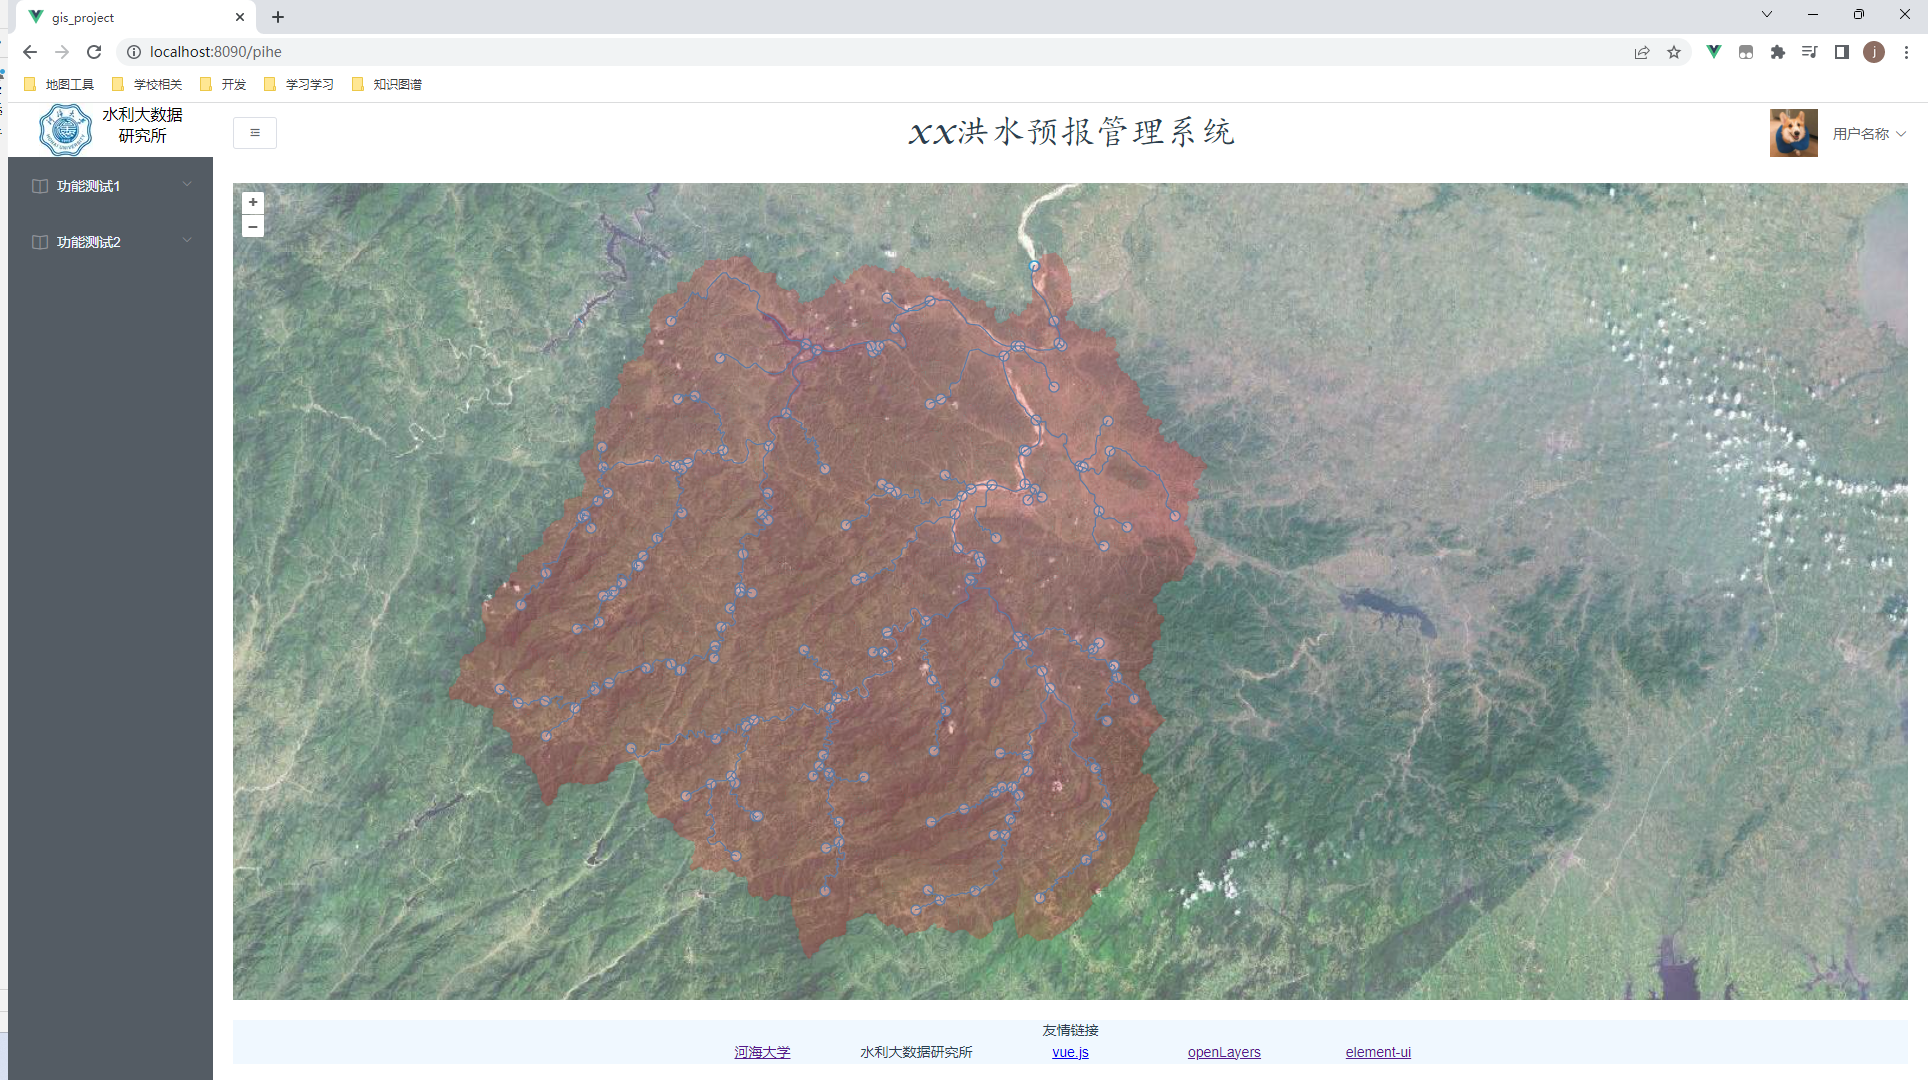 gis_project
localhost:8090/pihe
j
地图工具
学校相关
开发
学习学习
知识图谱
水利大数据
研究所
xx洪水预报管理系统
用户名称
功能测试1
功能测试2
+
−
友情链接
河海大学
水利大数据研究所
vue.js
openLayers
element-ui